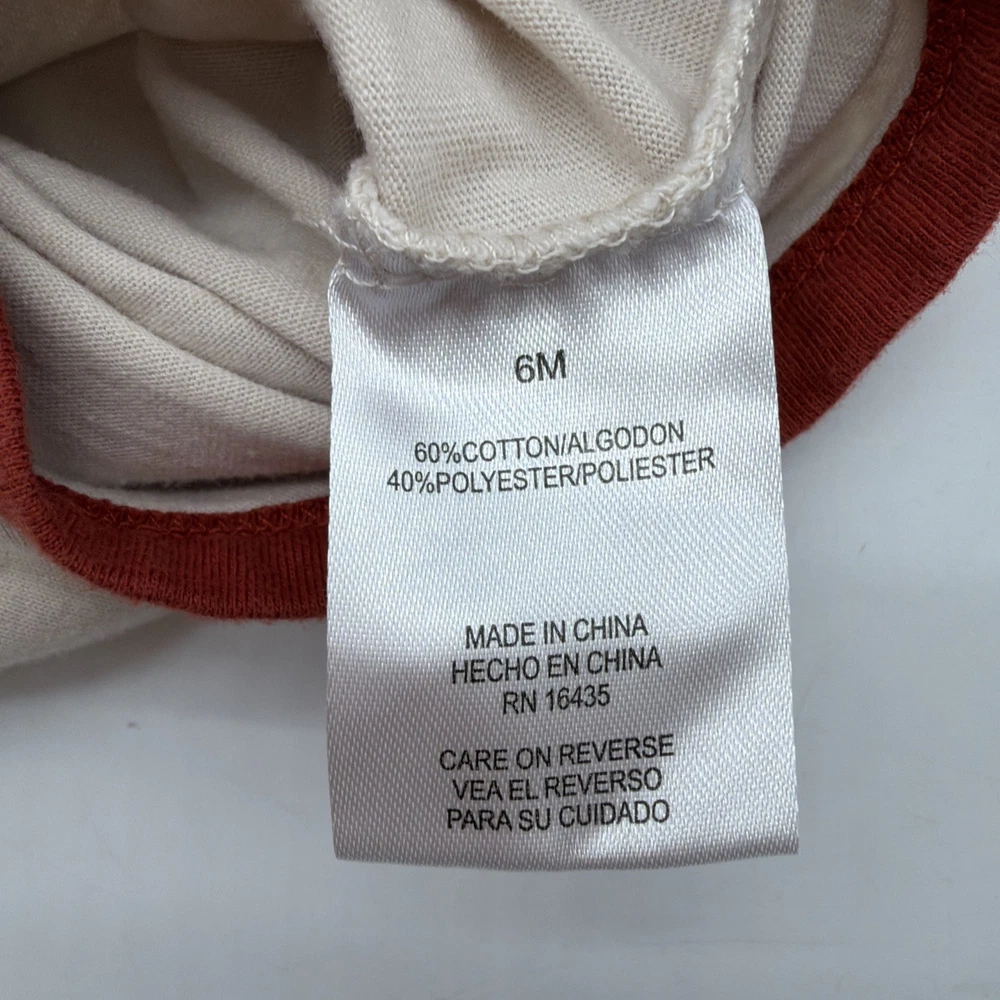 6M
60%COTTON/ALGODON
40%POLYESTER/POLIESTER
MADE IN CHINA
HECHO EN CHINA
RN 16435
CARE ON REVERSE
VEA EL REVERSO
PARA SU CUIDADO